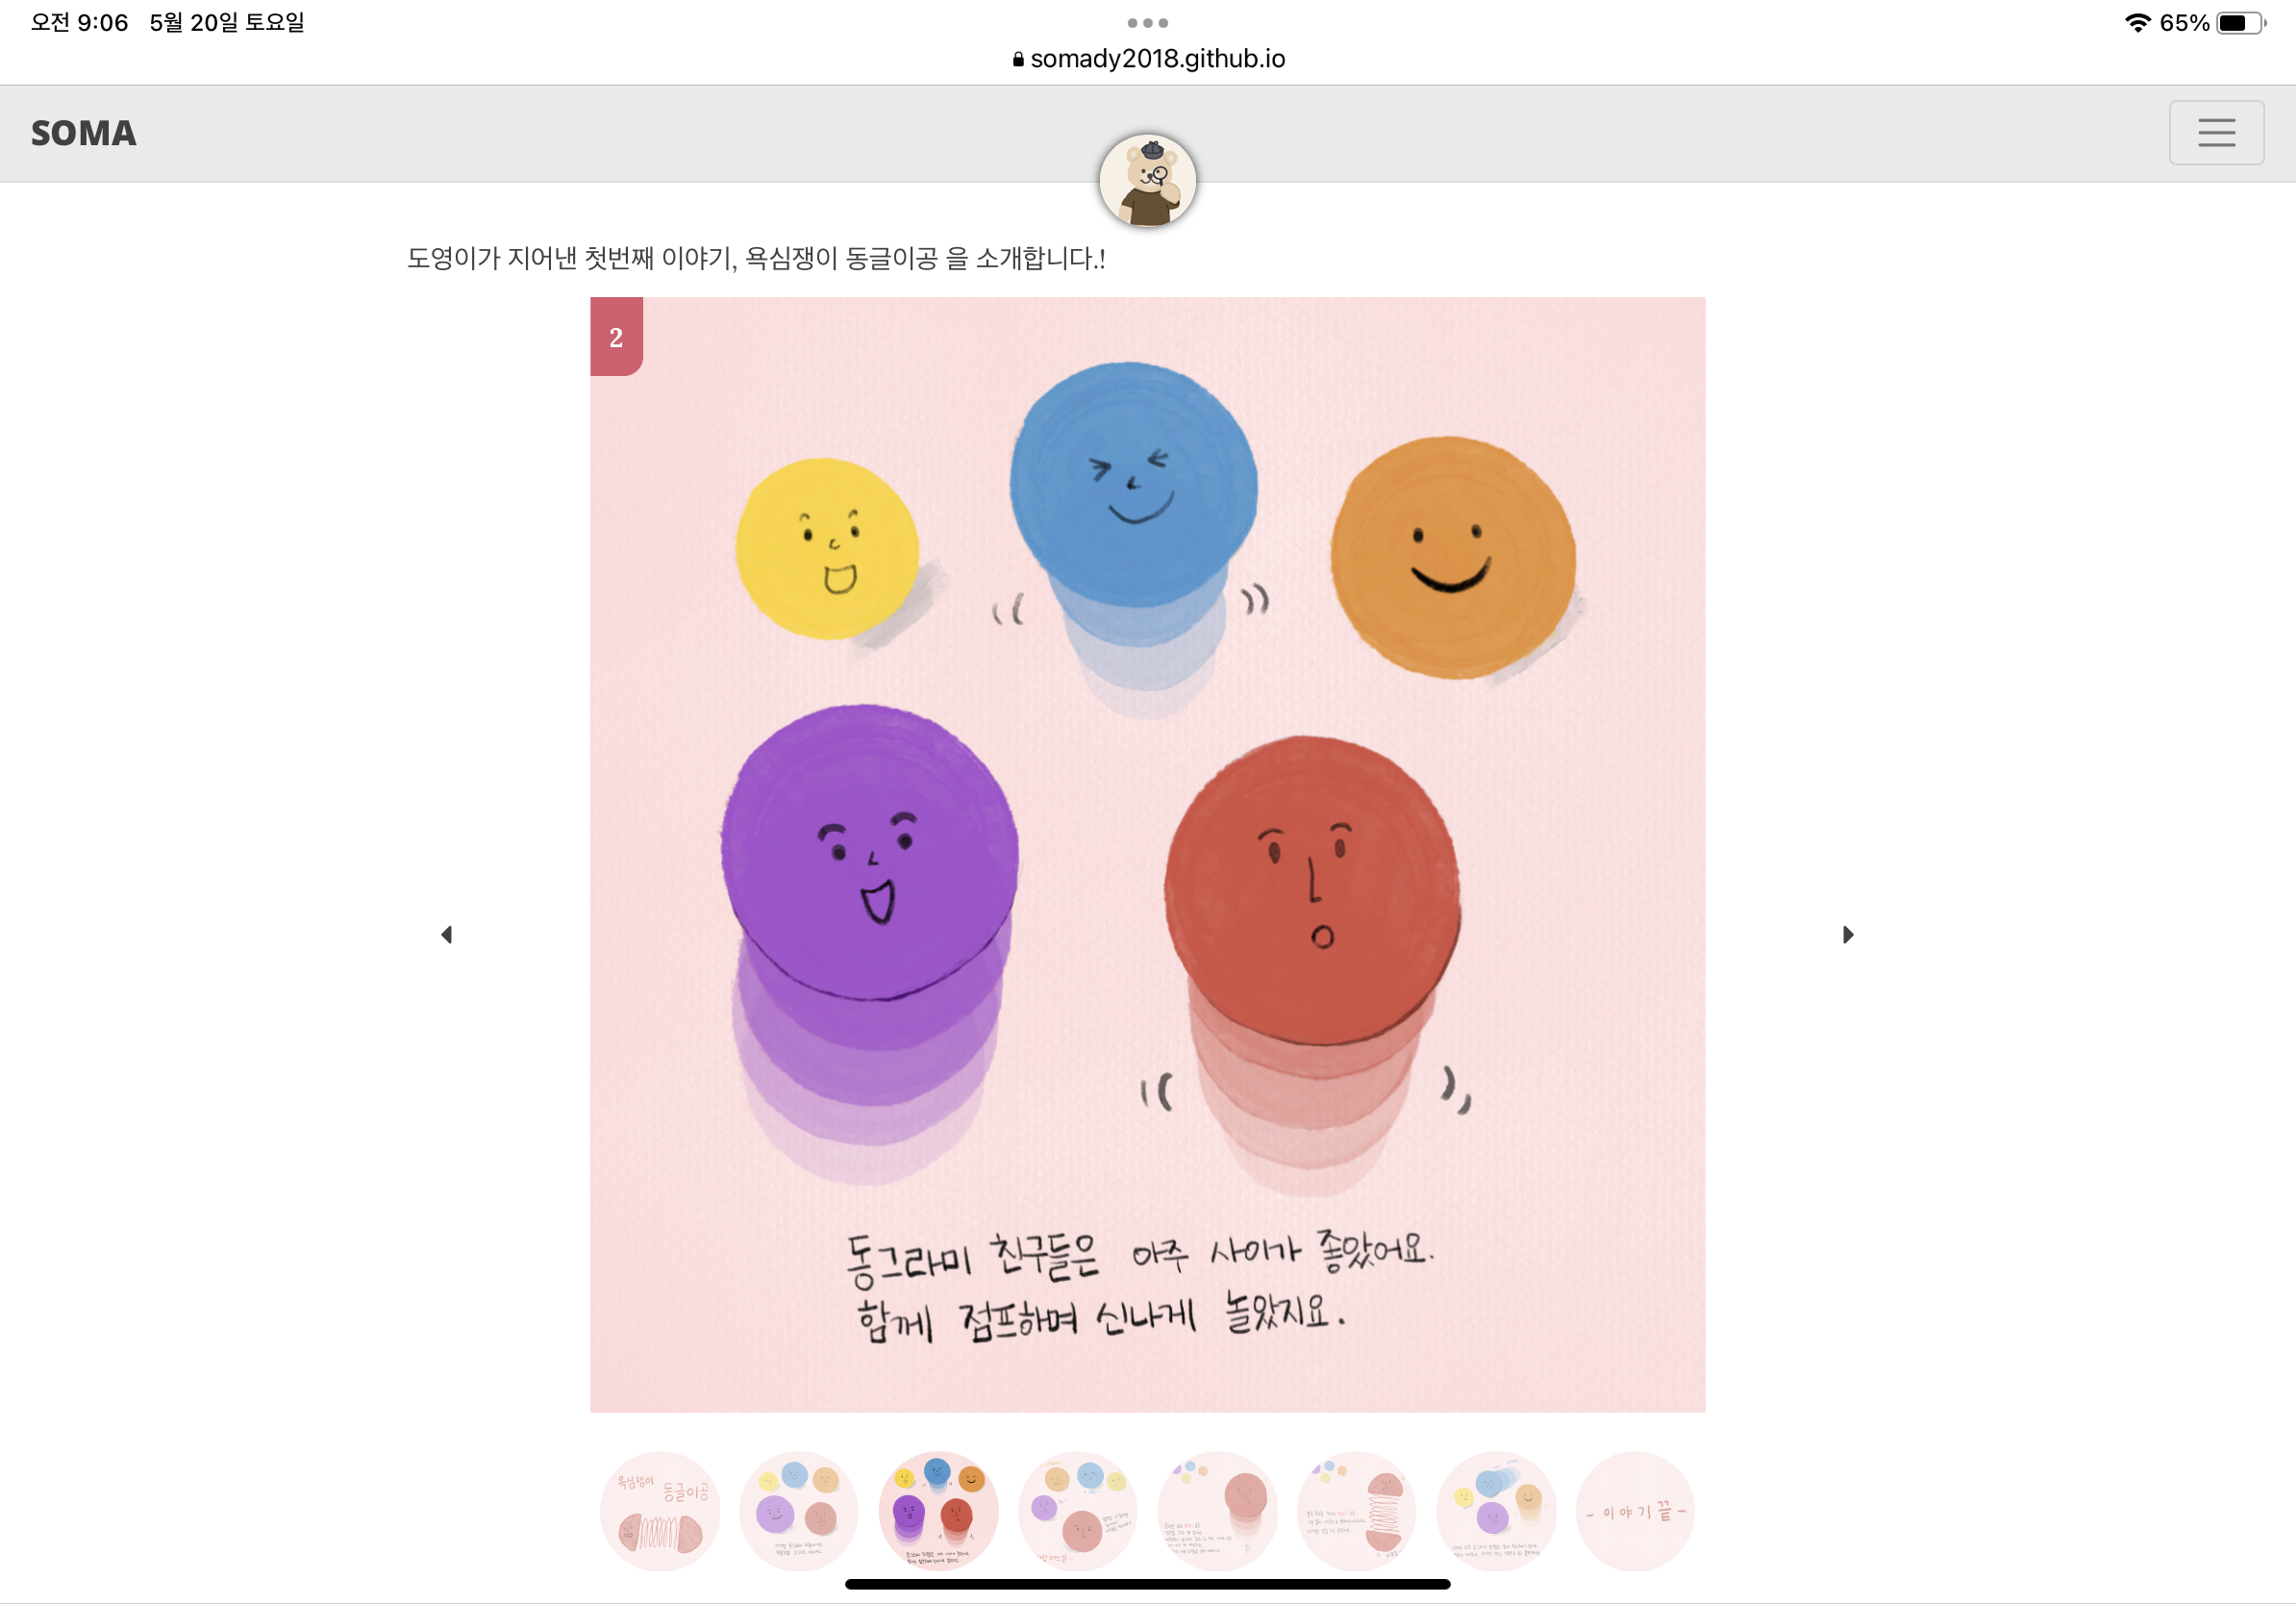 오전 9:06 5월 20일 토요일
65%
somady2018.github.io
SOMA
도영이가 지어낸 첫번째 이야기, 욕심쟁이 동글이공 을 소개합니다.!
2
동그라미 친구들은 아주 사이가 좋았어요.
함께 점프하며 신나게 놀았지요.
욕심쟁이
동글이공
- 이야기 끝 -